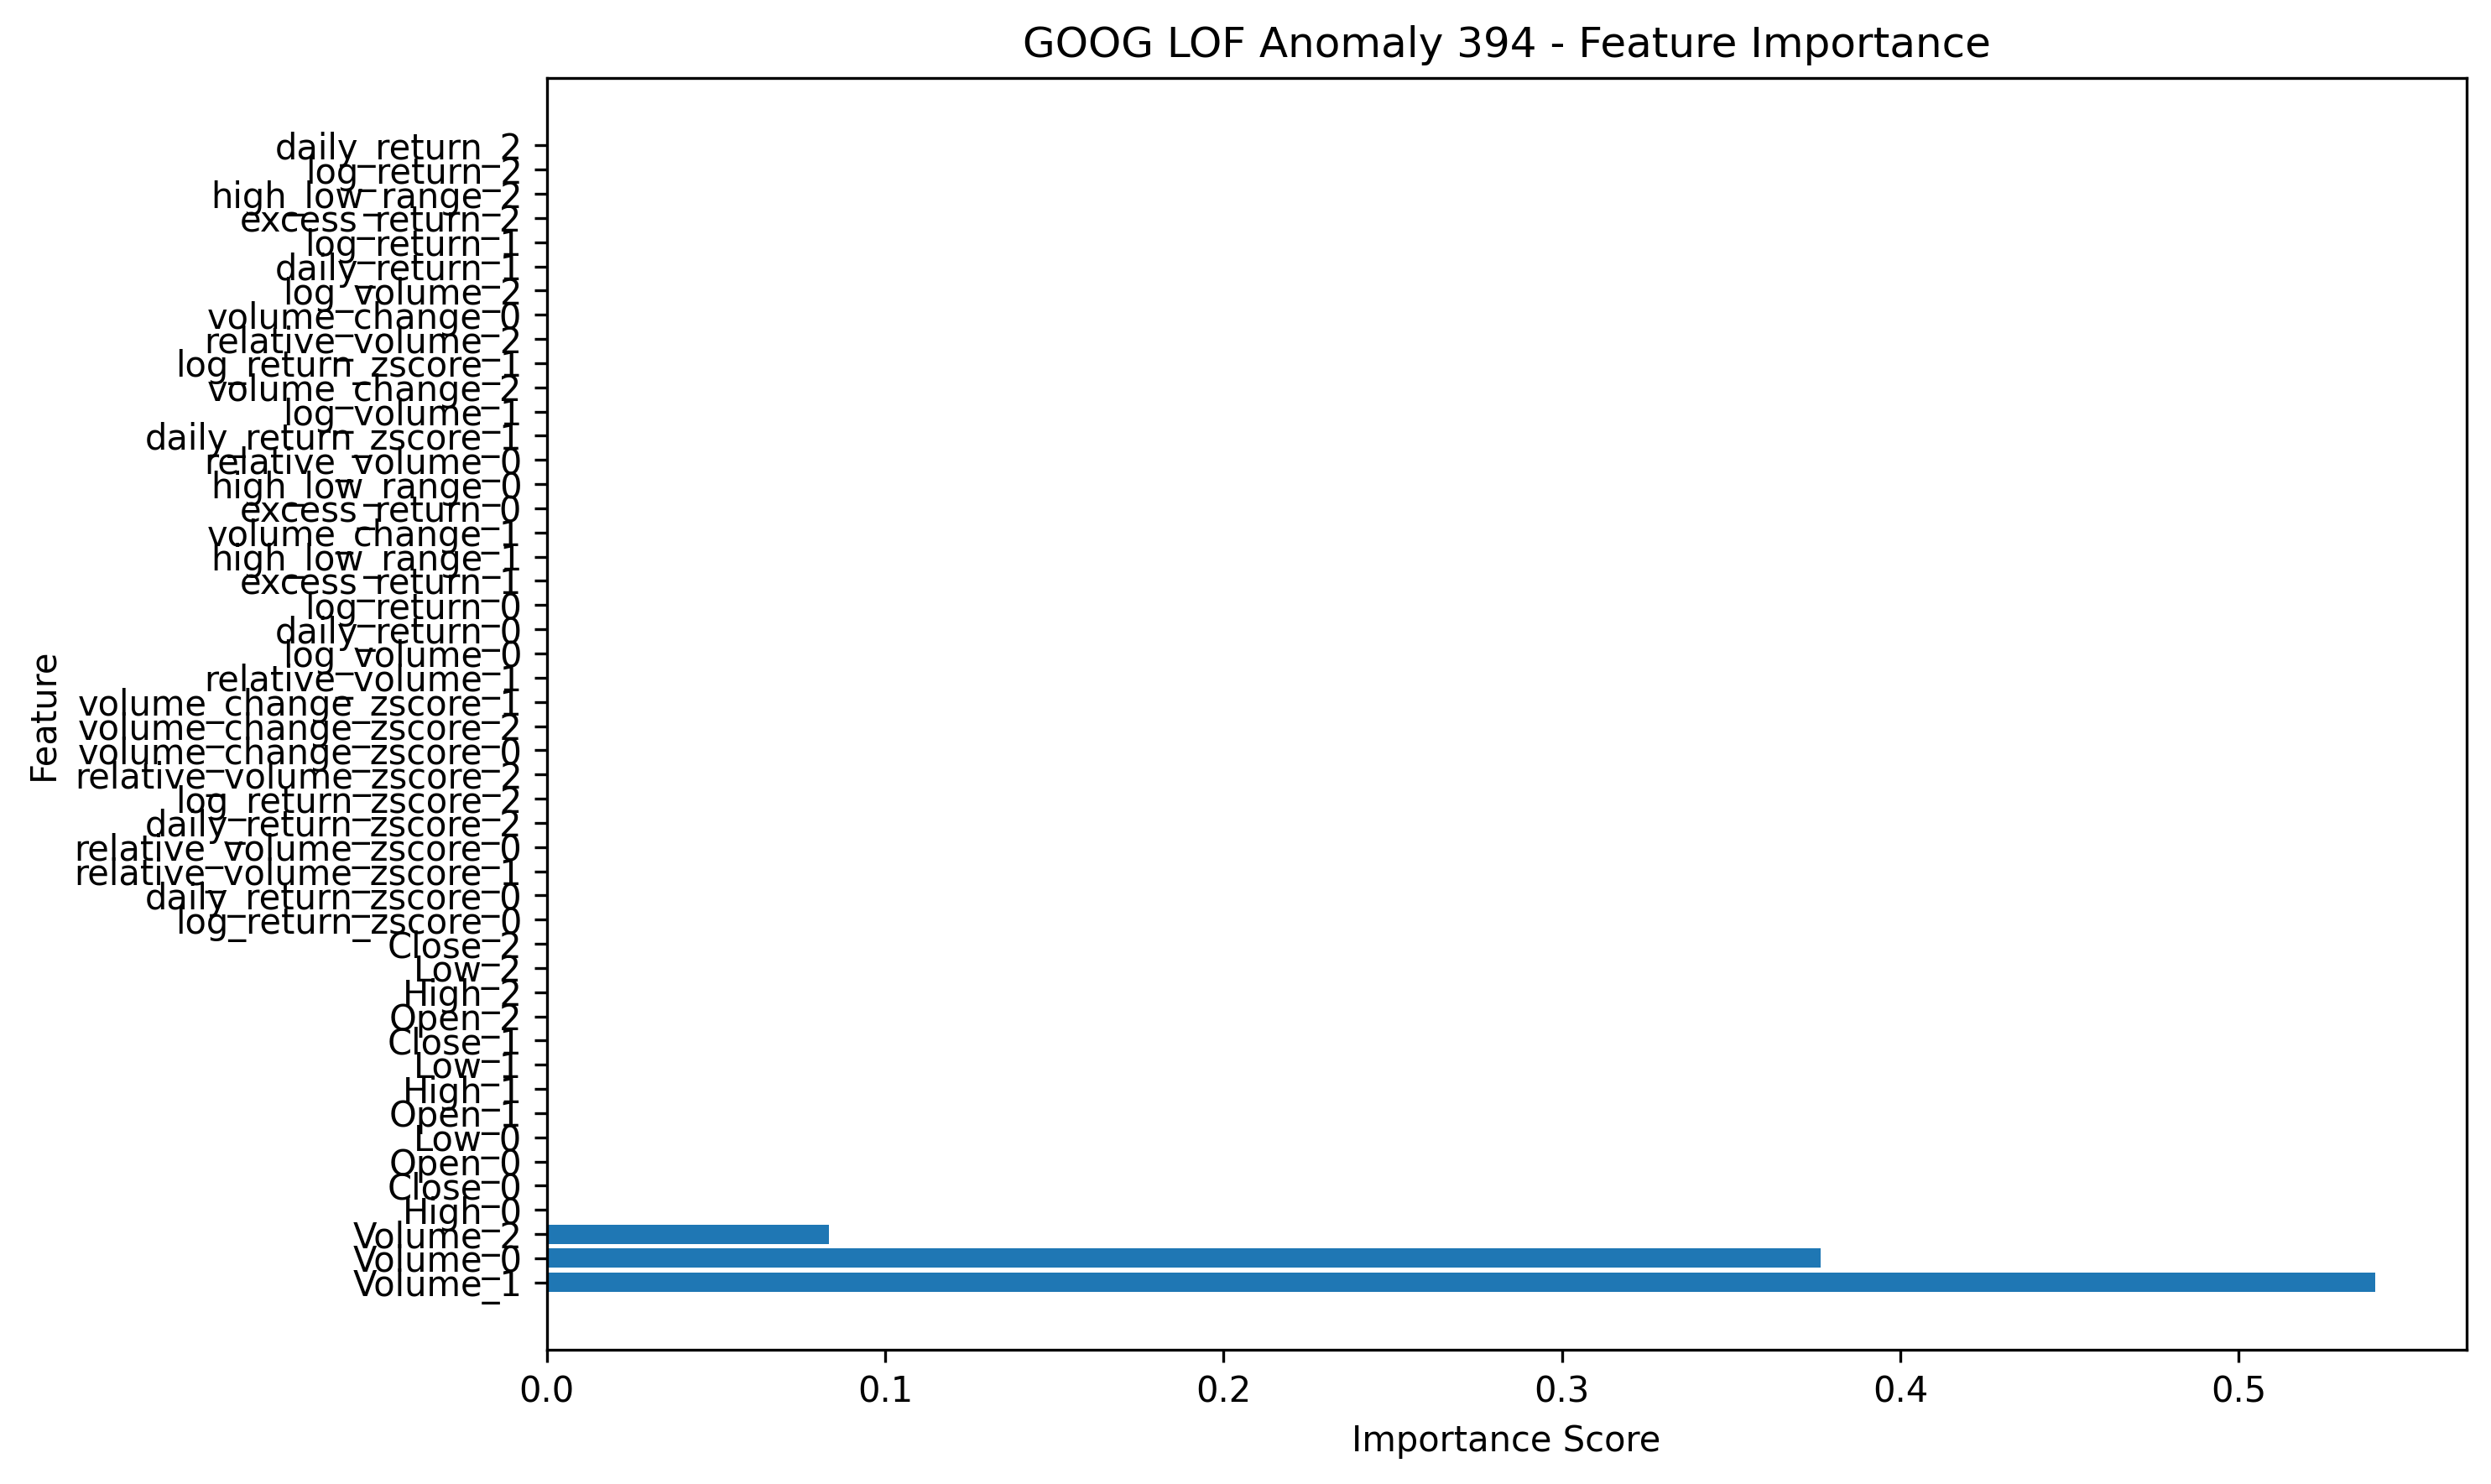 GOOG LOF Anomaly 394 - Feature Importance
daily_return_2
log_return_2
high_low_range_2
excess_return_2
log_return_1
daily_return_1
log_volume_2
volume_change_0
relative_volume_2
log_return_zscore_1
volume_change_2
log_volume_1
daily_return_zscore_1
relative_volume_0
high_low_range_0
excess_return_0
volume_change_1
high_low_range_1
excess_return_1
log_return_0
daily_return_0
log_volume_0
relative_volume_1
volume_change_zscore_1
volume_change_zscore_2
volume_change_zscore_0
relative_volume_zscore_2
log_return_zscore_2
daily_return_zscore_2
relative_volume_zscore_0
relative_volume_zscore_1
daily_return_zscore_0
log_return_zscore_0
Close_2
Low_2
High_2
Open_2
Close_1
Low_1
High_1
Open_1
Low_0
Open_0
Close_0
High_0
Volume_2
Volume_0
Volume_1
Feature
0.0 0.1 0.2 0.3 0.4 0.5
Importance Score